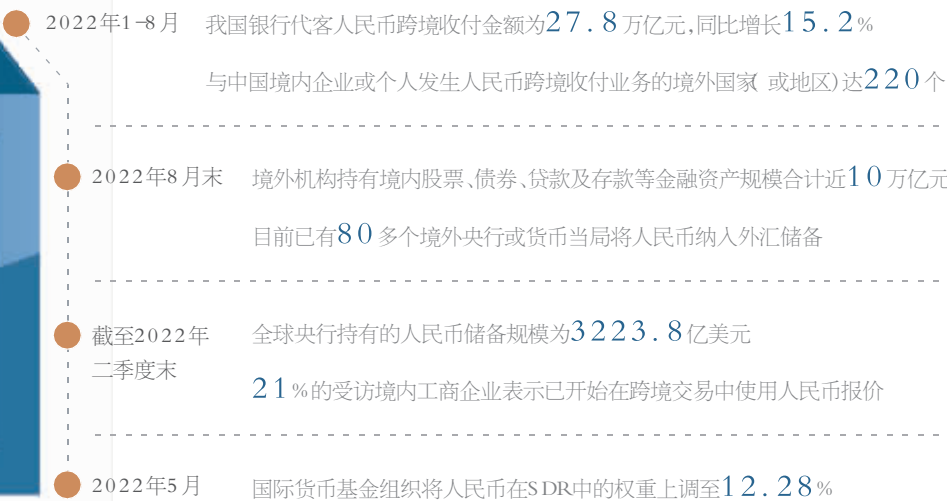 2022年1-8月 我国银行代客人民币跨境收付金额为27.8万亿元,同比增长15.2%
与中国境内企业或个人发生人民币跨境收付业务的境外国家(或地区)达220个
2022年8月末 境外机构持有境内股票、债券、贷款及存款等金融资产规模合计近10万亿元
目前已有80多个境外央行或货币当局将人民币纳入外汇储备
截至2022年 全球央行持有的人民币储备规模为3223.8亿美元
二季度末
21%的受访境内工商企业表示已开始在跨境交易中使用人民币报价
2022年5月 国际货币基金组织将人民币在SDR中的权重上调至12.28%